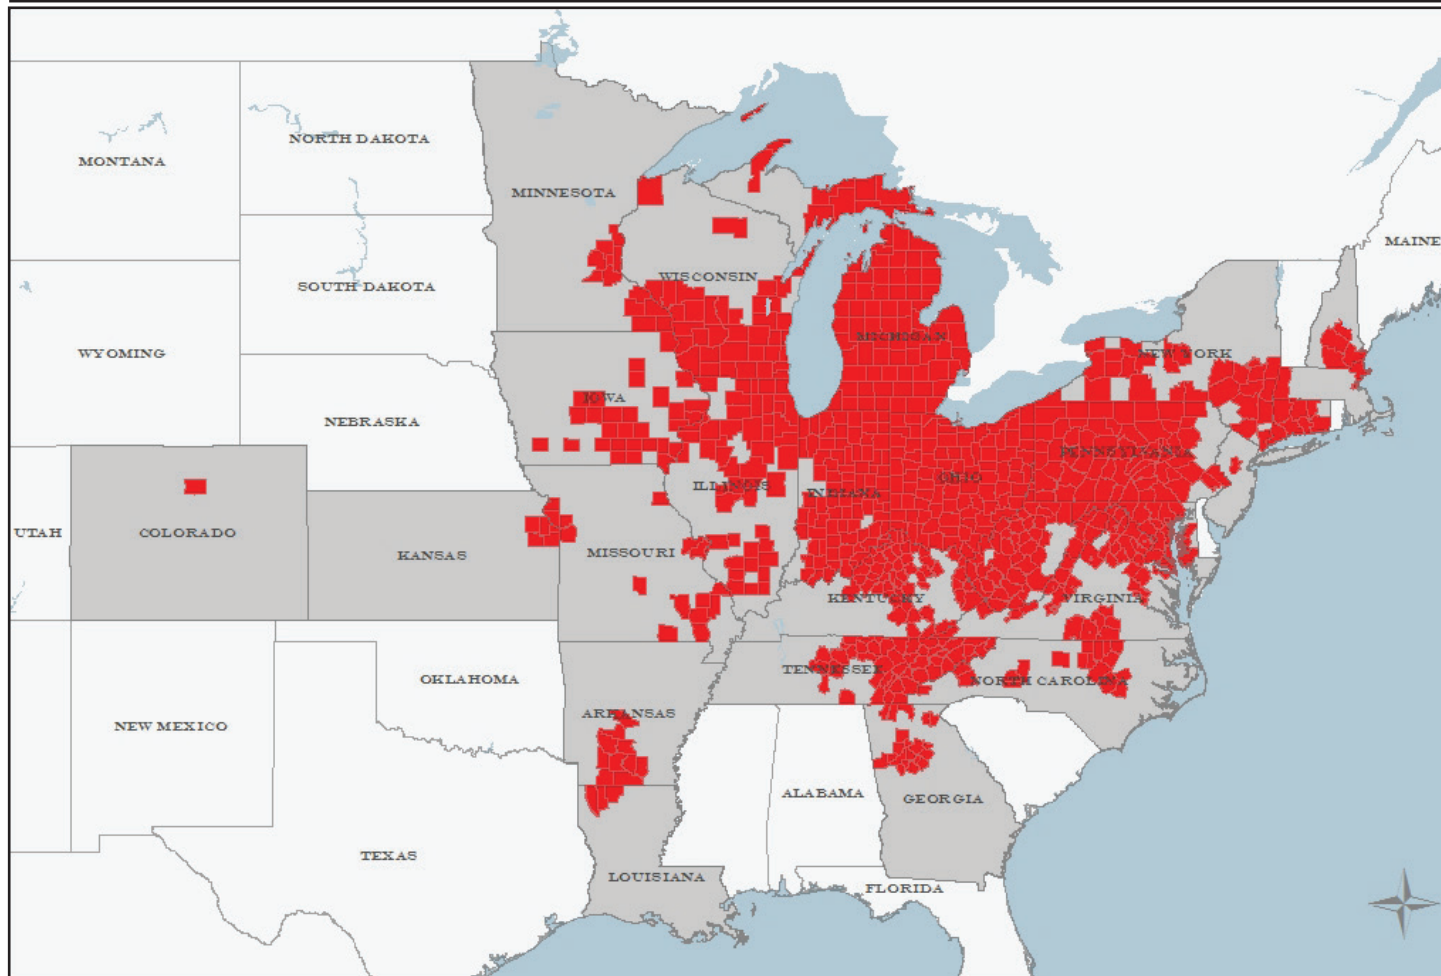 NORTH DAKOTA
MONTANA
MINNESOTA
MAINE
WISCONSIN
SOUTH DAKOTA
MICHIGAN
WYOMING
NEW YORK
IOWA
NEBRASKA
PENNSYLVANIA
OHIO
ILLINOIS
INDIANA
UTAH
COLORADO
KANSAS
MISSOURI
KENTUCKY
VIRGINIA
TENNESSEE
OKLAHOMA
NORTH CAROLINA
NEW MEXICO
ARKANSAS
ALABAMA
GEORGIA
TEXAS
LOUISIANA
FLORIDA